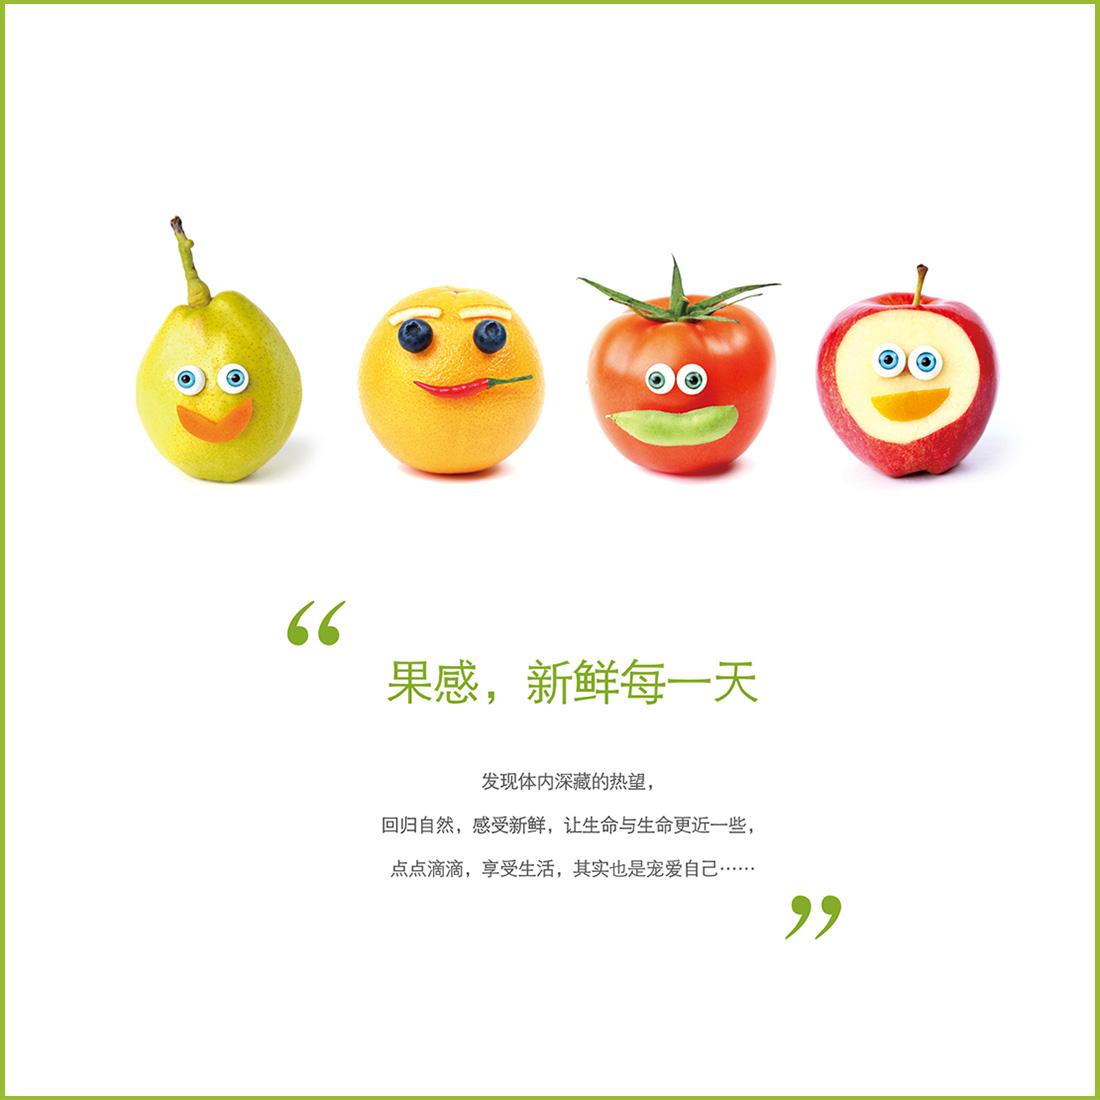 “
果感，新鲜每一天
发现体内深藏的热望，
回归自然，感受新鲜，让生命与生命更近一些，
点点滴滴，享受生活，其实也是宠爱自己……
”